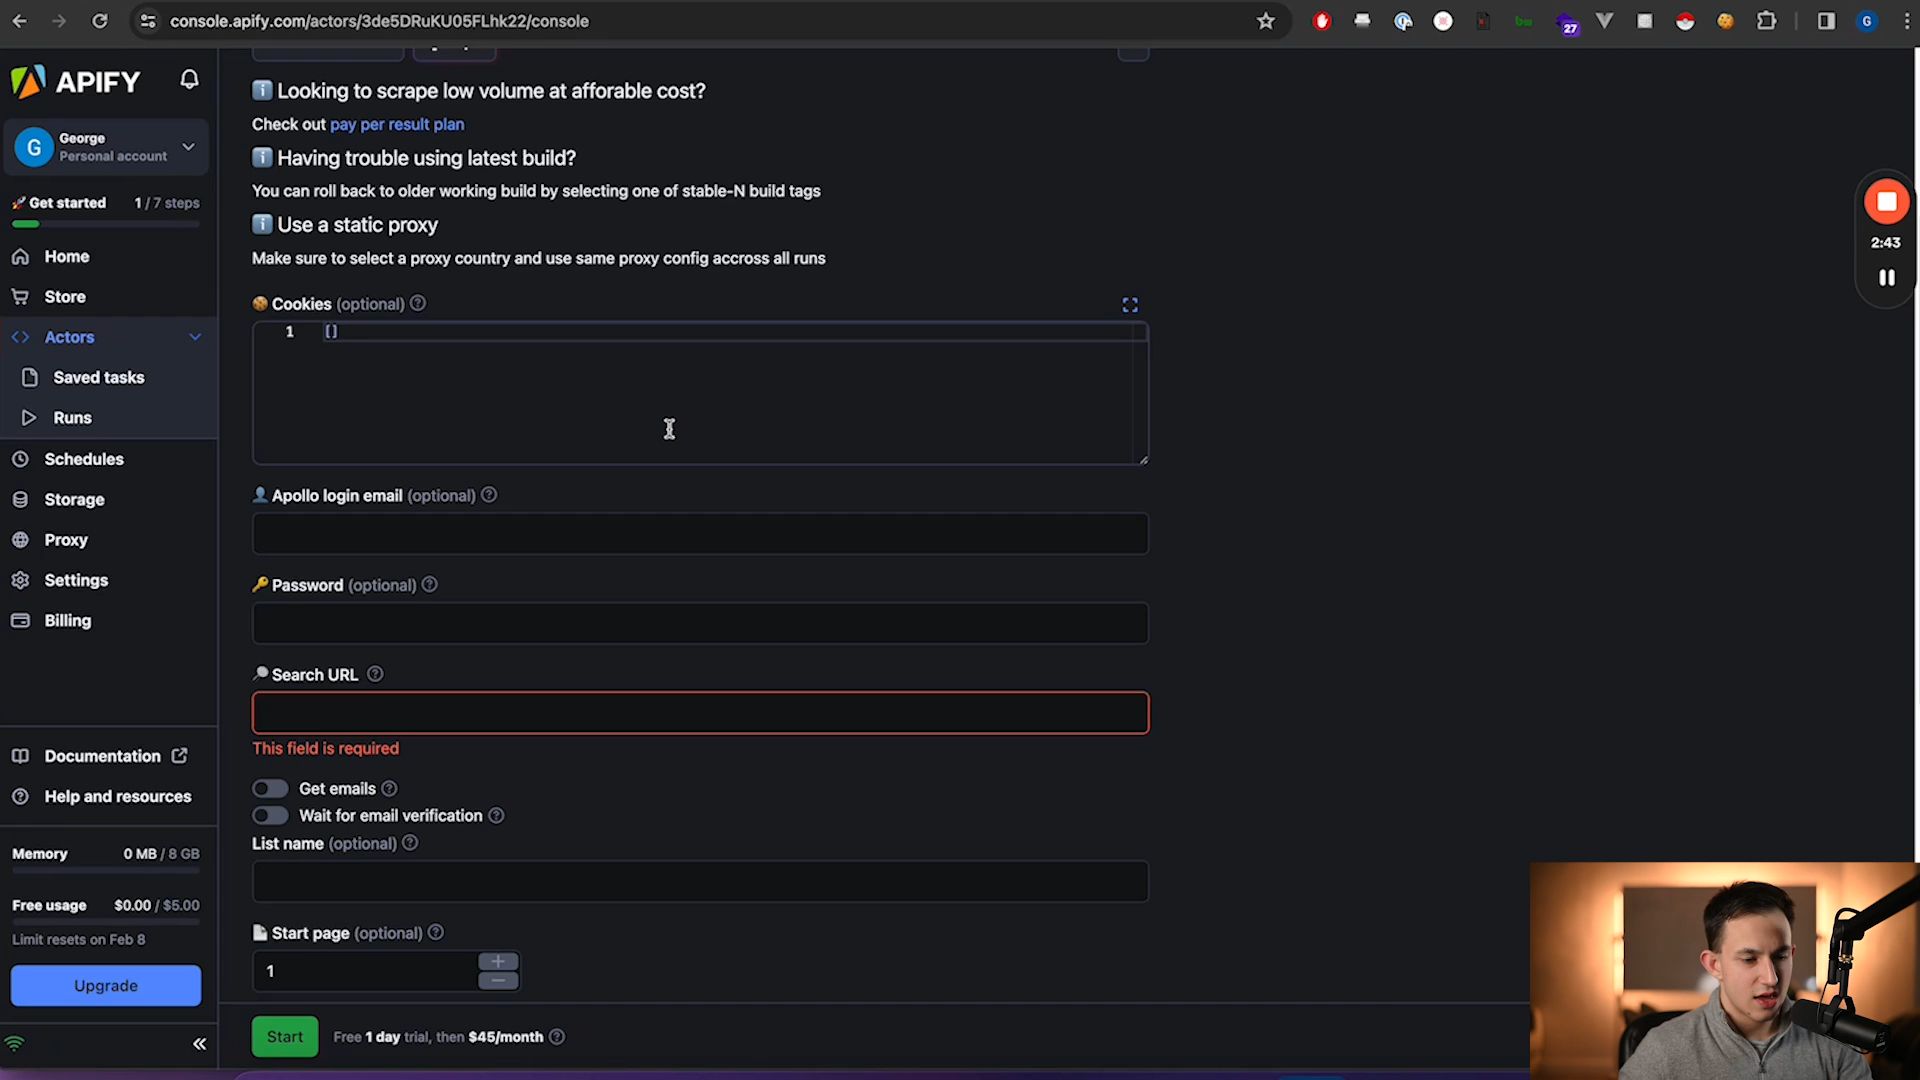 console.apify.com/actors/3de5DRuKU05FLhk22/console
27
G
APIFY
G
George
Personal account
Get started 1 / 7 steps
Home
Store
Actors
Saved tasks
Runs
Schedules
Storage
Proxy
Settings
Billing
Documentation
Help and resources
Memory 0 MB / 8 GB
Free usage $0.00 / $5.00
Limit resets on Feb 8
Upgrade
Looking to scrape low volume at afforable cost?
Check out pay per result plan
Having trouble using latest build?
You can roll back to older working build by selecting one of stable-N build tags
Use a static proxy
Make sure to select a proxy country and use same proxy config accross all runs
Cookies (optional)
1 []
Apollo login email (optional)
Password (optional)
Search URL
This field is required
Get emails
Wait for email verification
List name (optional)
Start page (optional)
1
Start Free 1 day trial, then $45/month
2:43